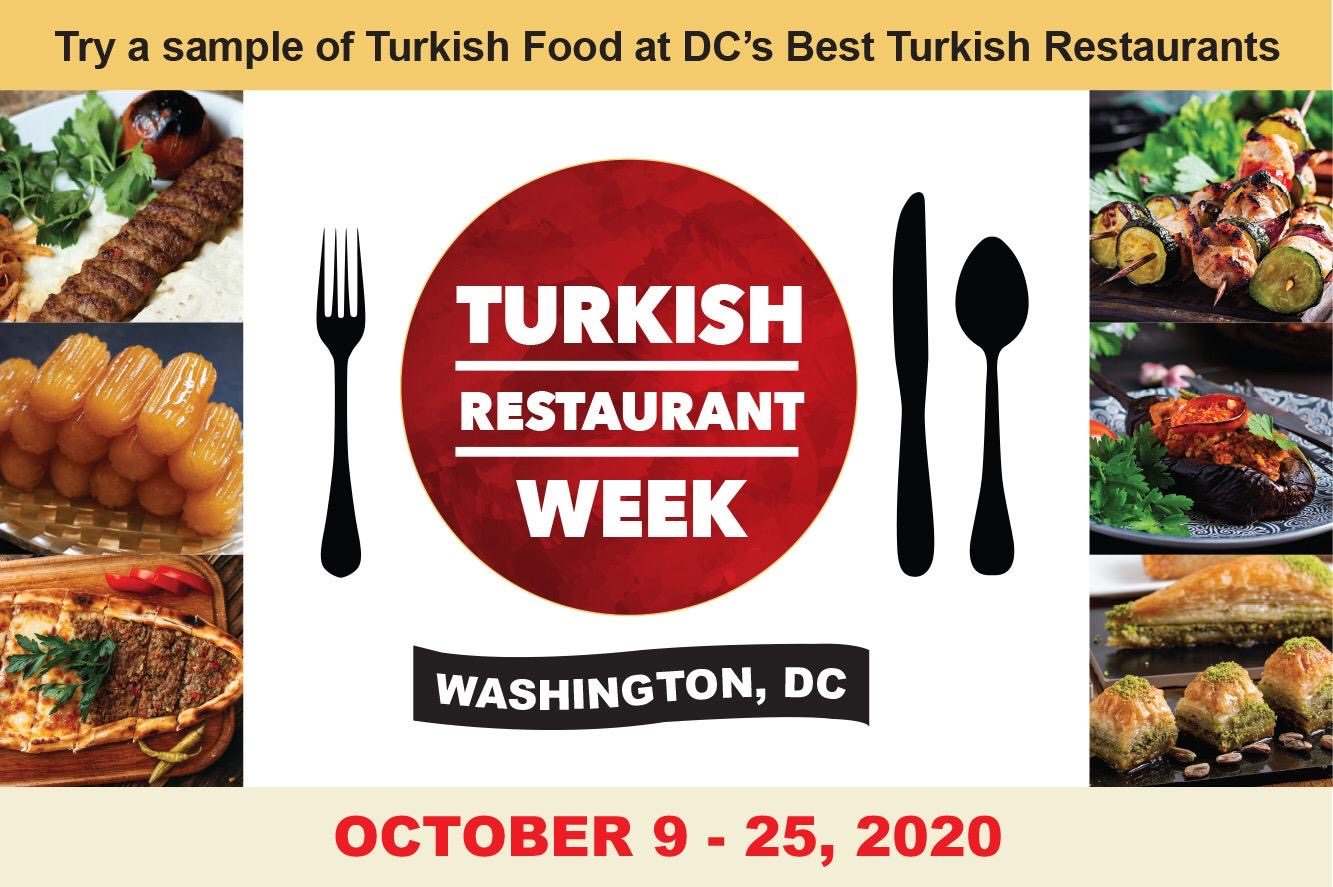 Try a sample of Turkish Food at DC’s Best Turkish Restaurants
TURKISH
RESTAURANT
WEEK
WASHINGTON, DC
OCTOBER 9 - 25, 2020